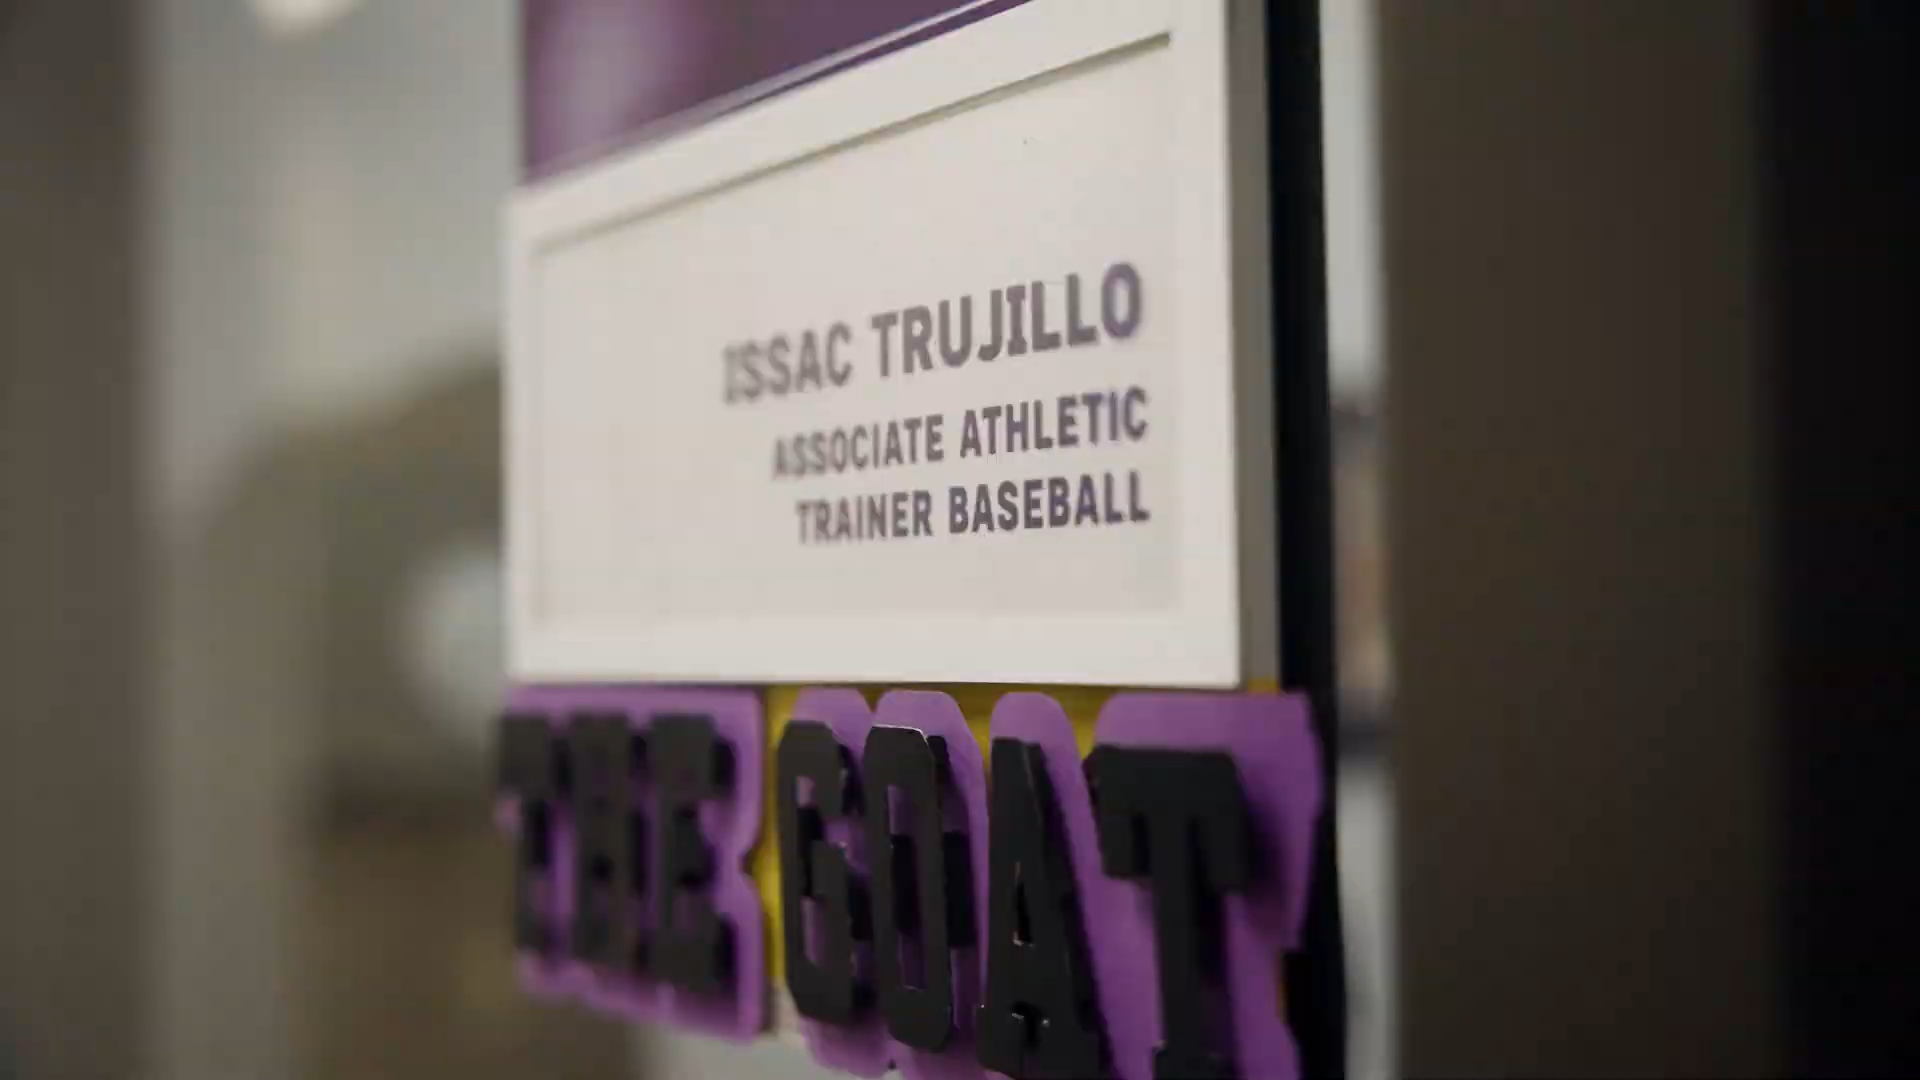 ISSAC TRUJILLO
ASSOCIATE ATHLETIC
TRAINER BASEBALL
THE GOAT